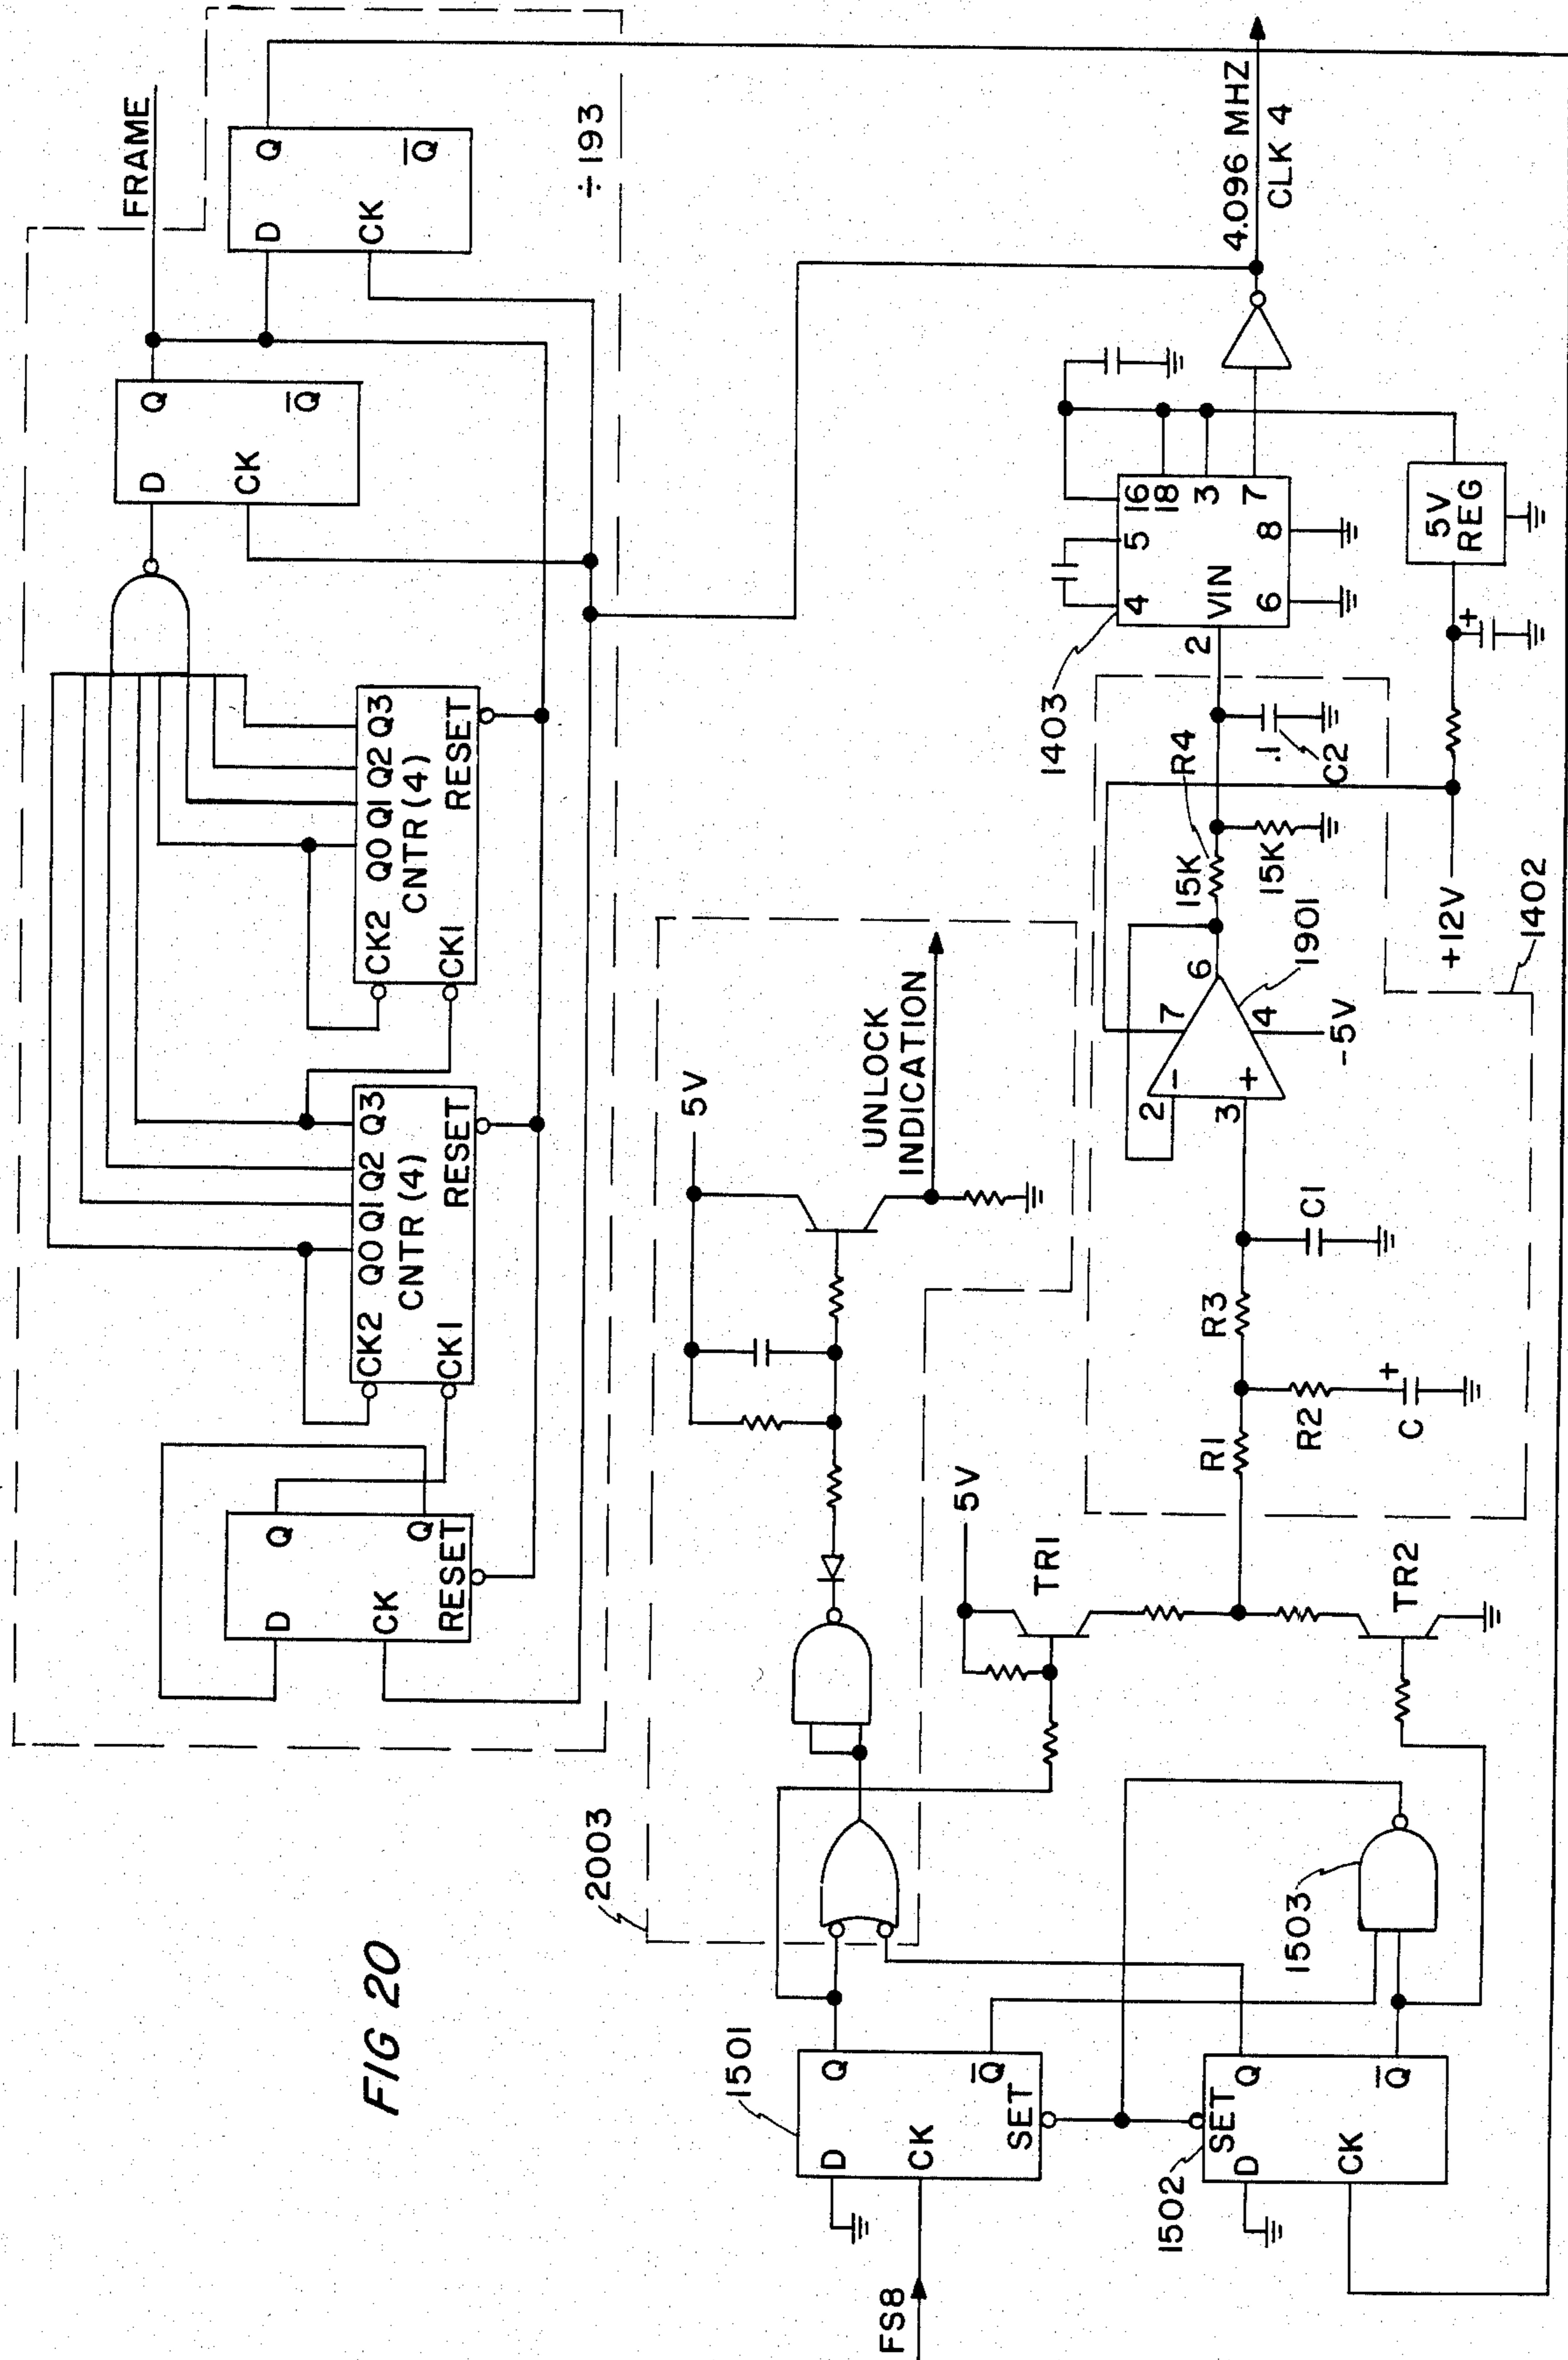 FIG 20
FRAME
D
Q
CK
Q̅
D
Q
CK
Q̅
÷ 193
CK2 Q0 Q1 Q2 Q3
CNTR (4)
CK1
RESET
CK2 Q0 Q1 Q2 Q3
CNTR (4)
CK1
RESET
D
Q
CK
Q
RESET
2003
5V
UNLOCK
INDICATION
4.096 MHZ
CLK 4
1403
4
5
16
18
3
7
2
VIN
6
8
5V
REG
+
+12V
1402
R4
15K
15K
.1
C2
1901
2
−
3
+
7
6
4
-5V
C1
R3
R1
R2
+
C
5V
TR1
TR2
1501
D
Q
CK
Q̅
SET
FS8
1502
SET
D
Q
CK
Q̅
1503